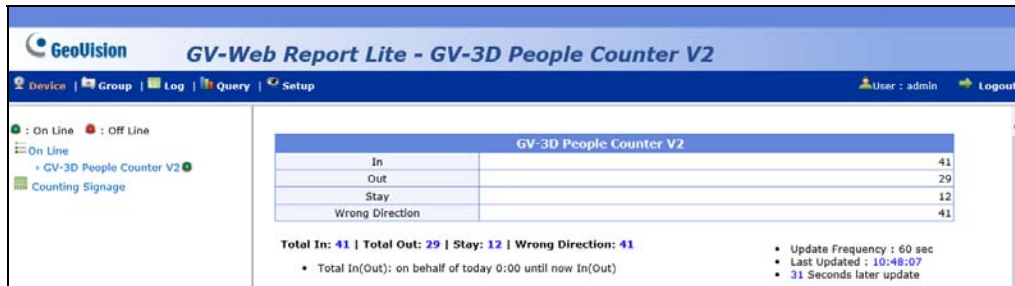 GeoVision
GV-Web Report Lite - GV-3D People Counter V2
Device | Group | Log | Query | Setup
User : admin
Logout
: On Line : Off Line
On Line
GV-3D People Counter V2
Counting Signage
GV-3D People Counter V2
In 41
Out 29
Stay 12
Wrong Direction 41
Total In: 41 | Total Out: 29 | Stay: 12 | Wrong Direction: 41
• Total In(Out): on behalf of today 0:00 until now In(Out)
• Update Frequency : 60 sec
• Last Updated : 10:48:07
• 31 Seconds later update